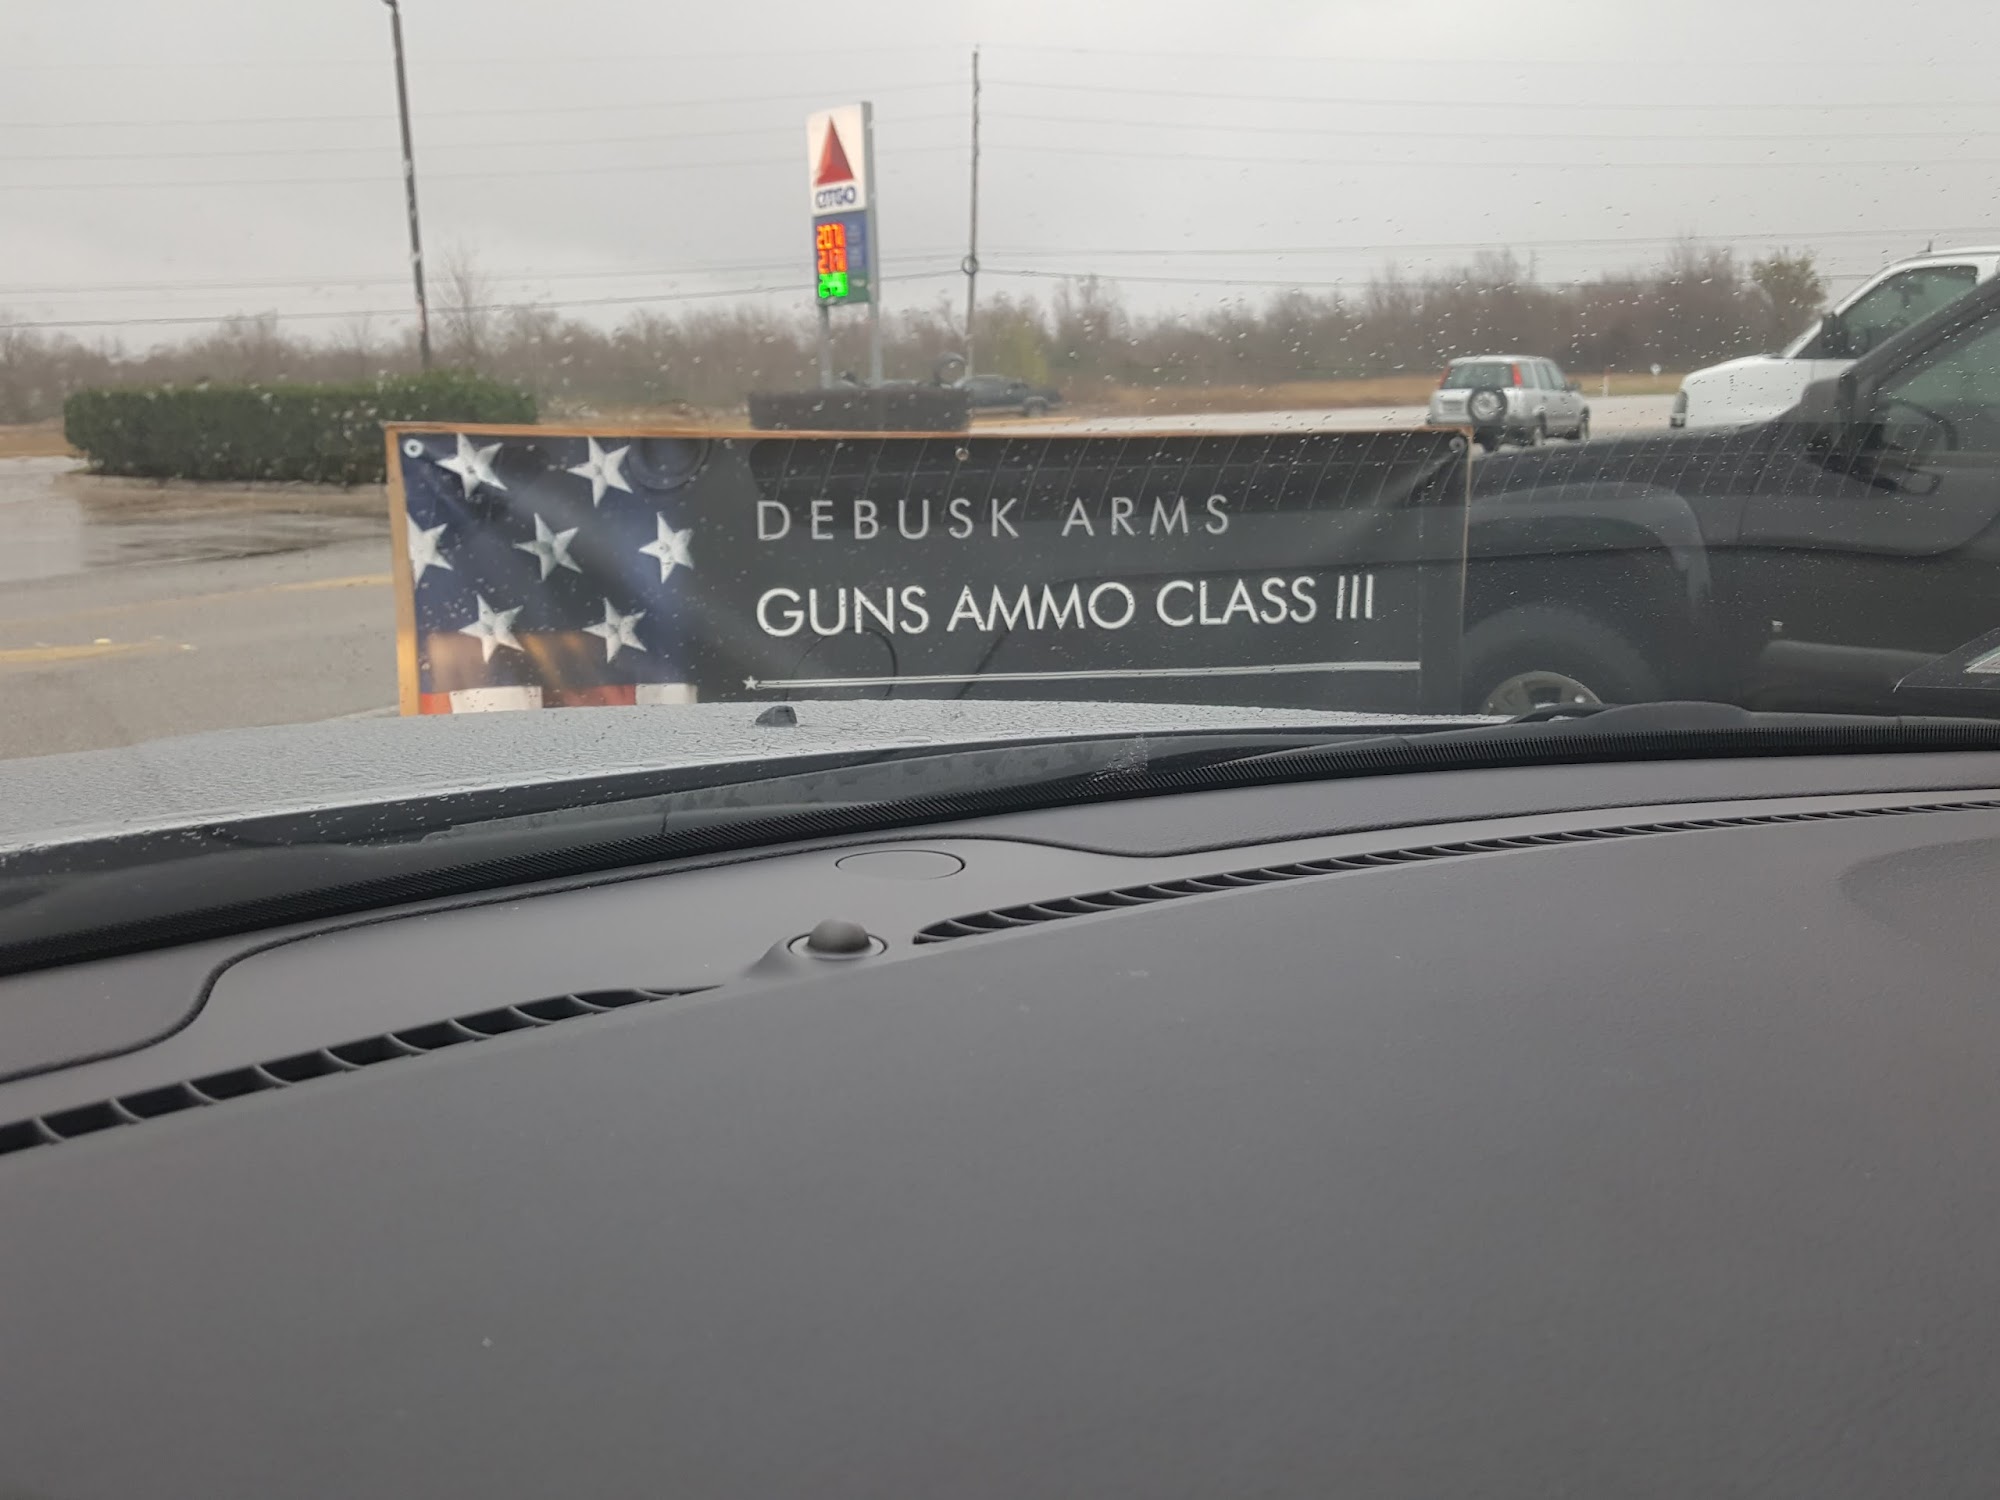 CITGO
DEBUSK ARMS
GUNS AMMO CLASS III